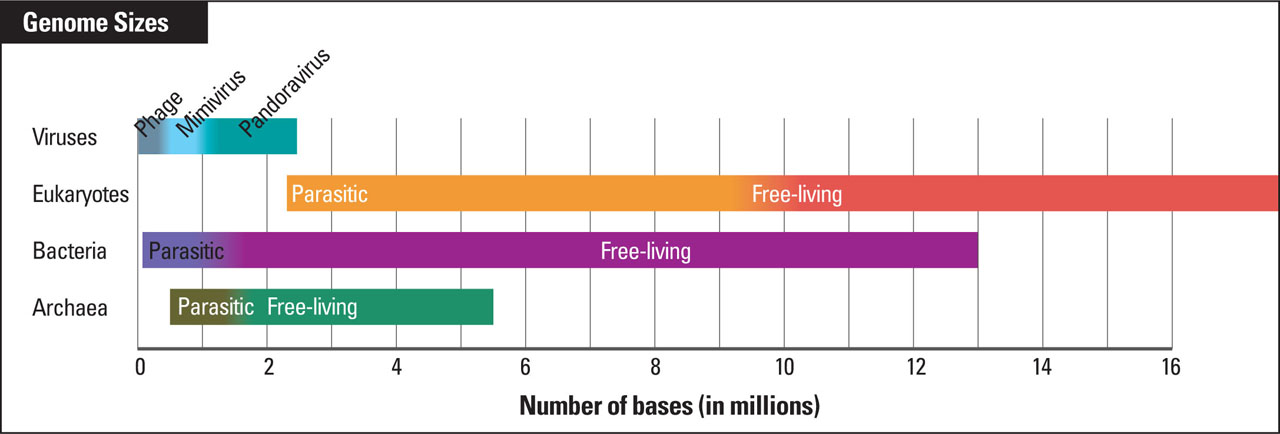 Genome Sizes
Phage
Mimivirus
Pandoravirus
Viruses
Eukaryotes
Parasitic
Free-living
Bacteria
Parasitic
Free-living
Archaea
Parasitic
Free-living
0 2 4 6 8 10 12 14 16
Number of bases (in millions)